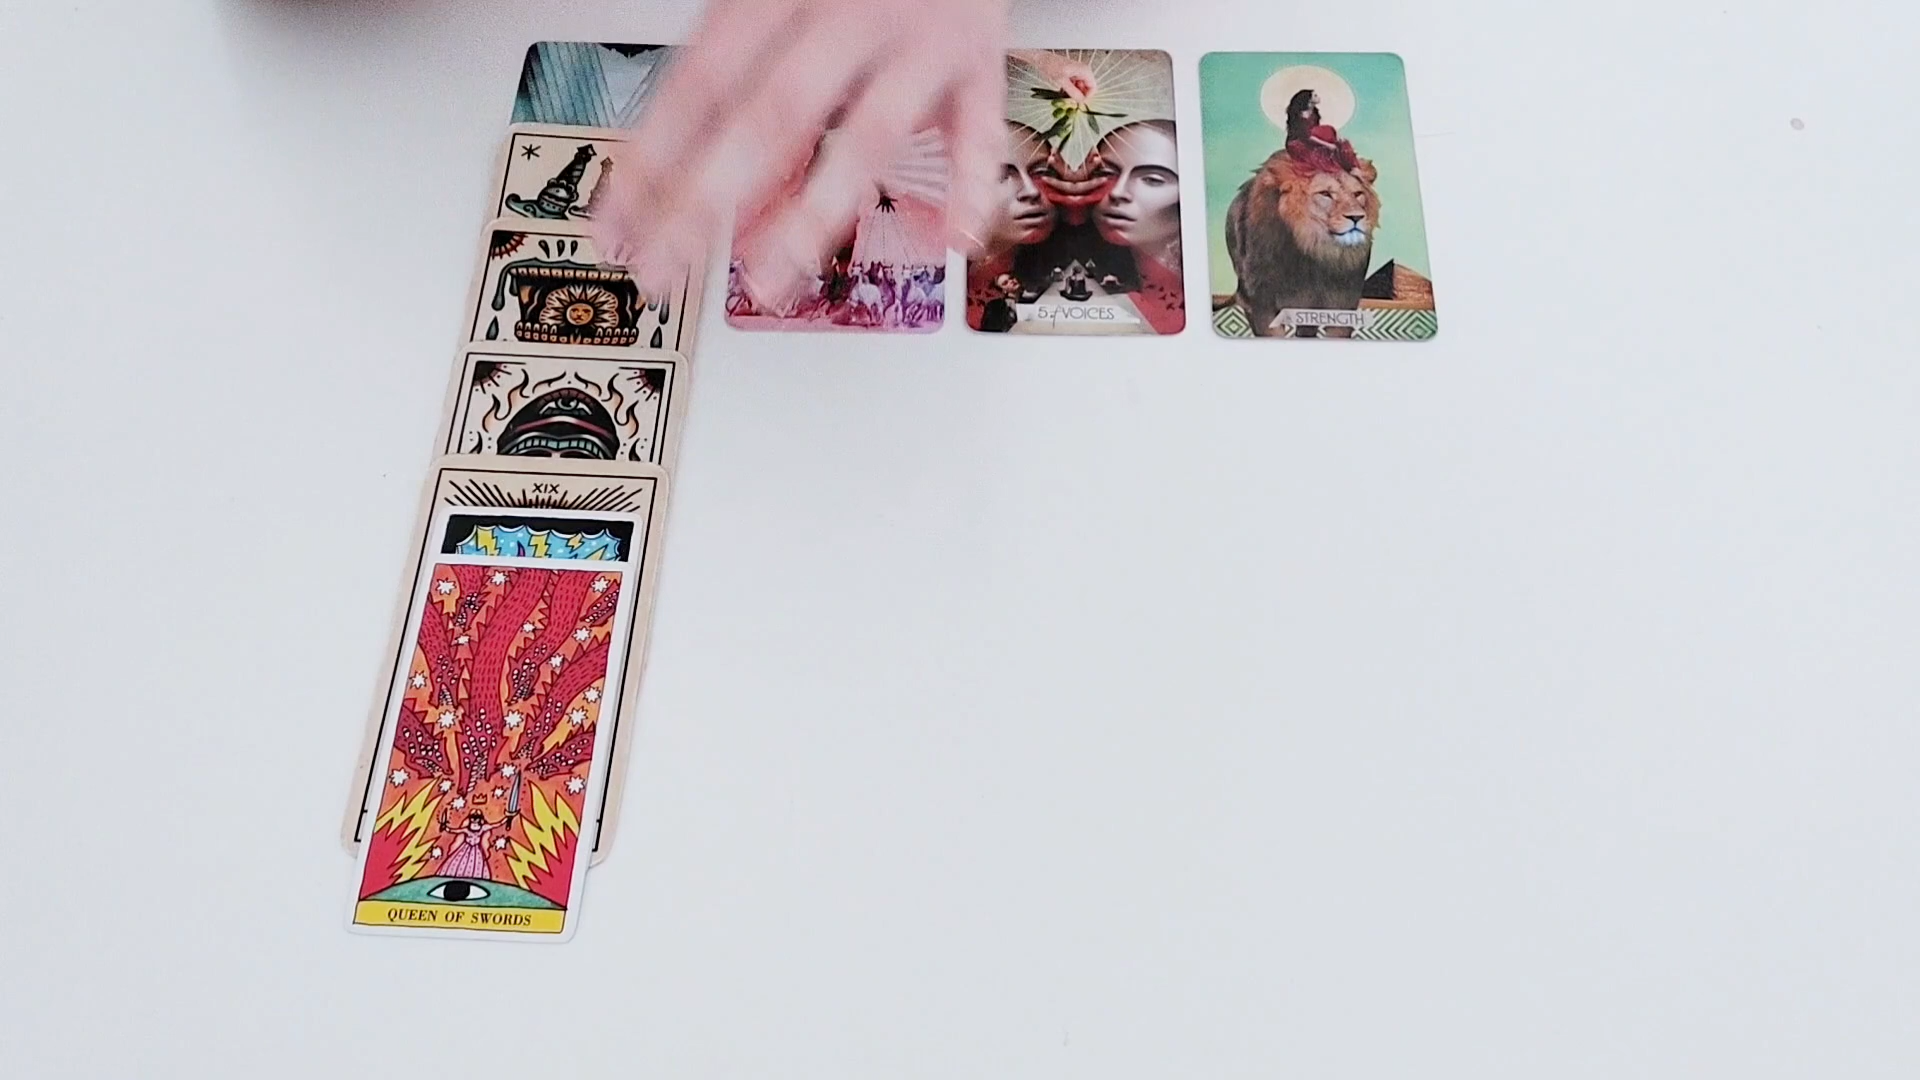 5 of VOICES
STRENGTH
XIX
QUEEN OF SWORDS